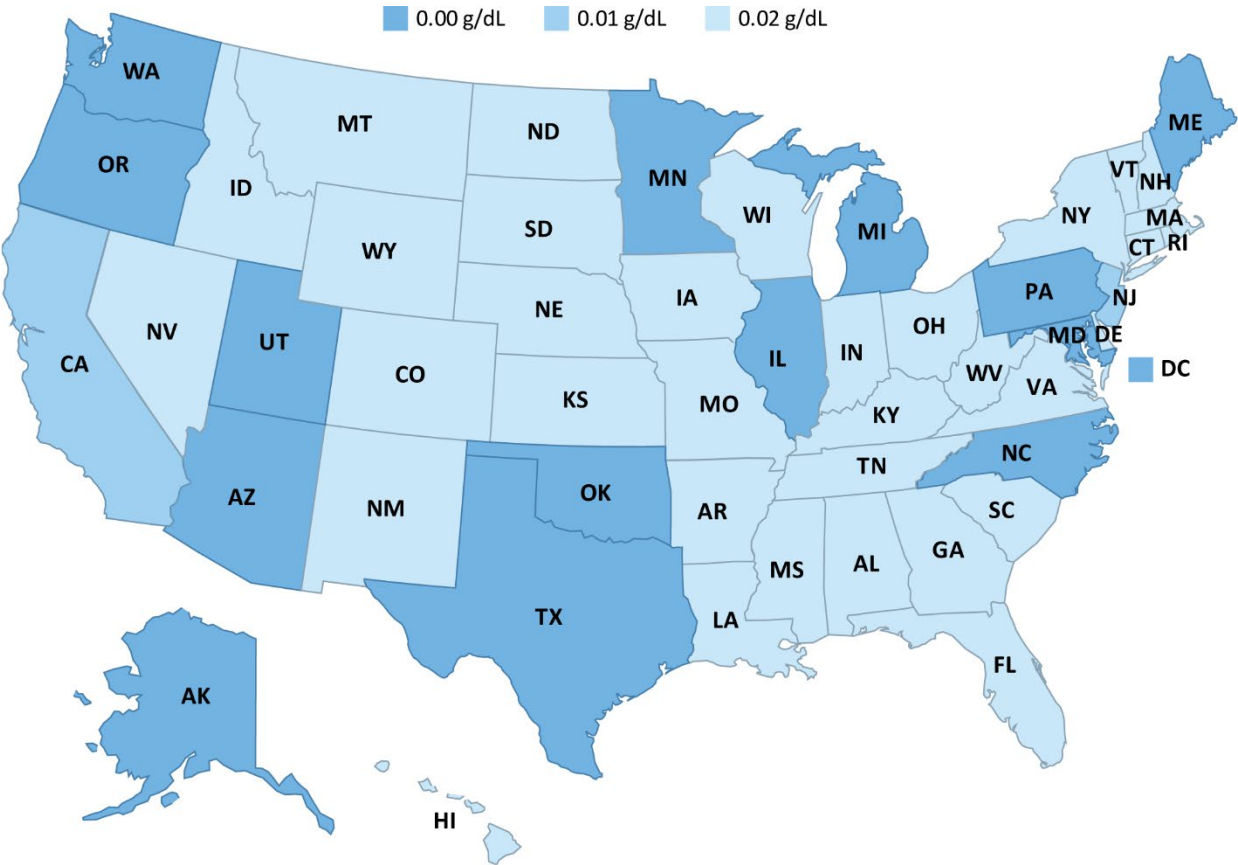 0.00 g/dL 0.01 g/dL 0.02 g/dL
WA
MT
ND
ME
OR
MN
VT
ID
NH
WI
NY
MA
SD
MI
CT
RI
WY
IA
PA
NJ
NE
OH
NV
MD
DE
UT
IL
IN
CA
DC
CO
WV
VA
KS
MO
KY
NC
TN
AZ
OK
NM
AR
SC
GA
MS
AL
TX
LA
FL
AK
HI